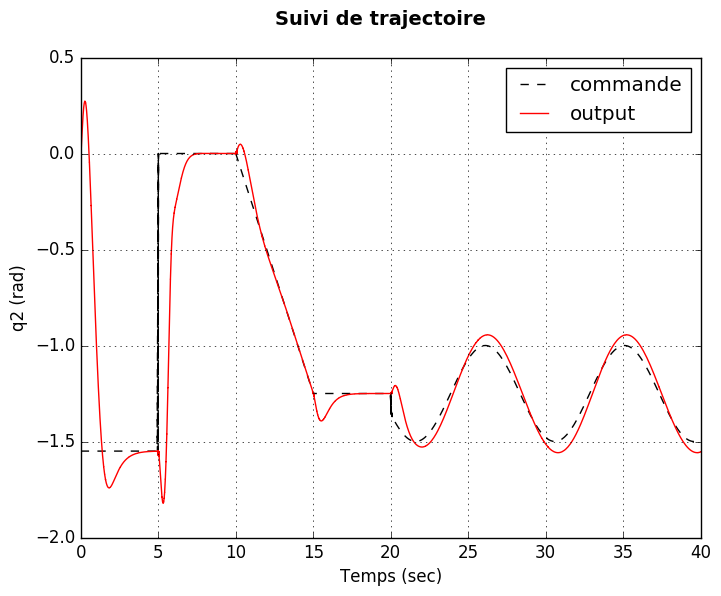 Suivi de trajectoire
commande
output
0.5
0.0
−0.5
−1.0
−1.5
−2.0
q2 (rad)
0 5 10 15 20 25 30 35 40
Temps (sec)